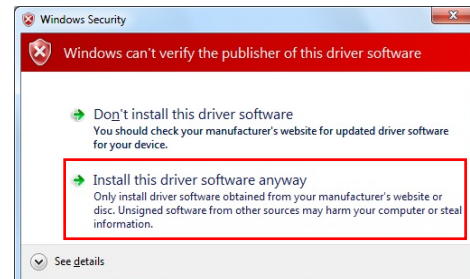 Windows Security
Windows can't verify the publisher of this driver software
Don't install this driver software
You should check your manufacturer's website for updated driver software
for your device.
Install this driver software anyway
Only install driver software obtained from your manufacturer's website or
disc. Unsigned software from other sources may harm your computer or steal
information.
See details